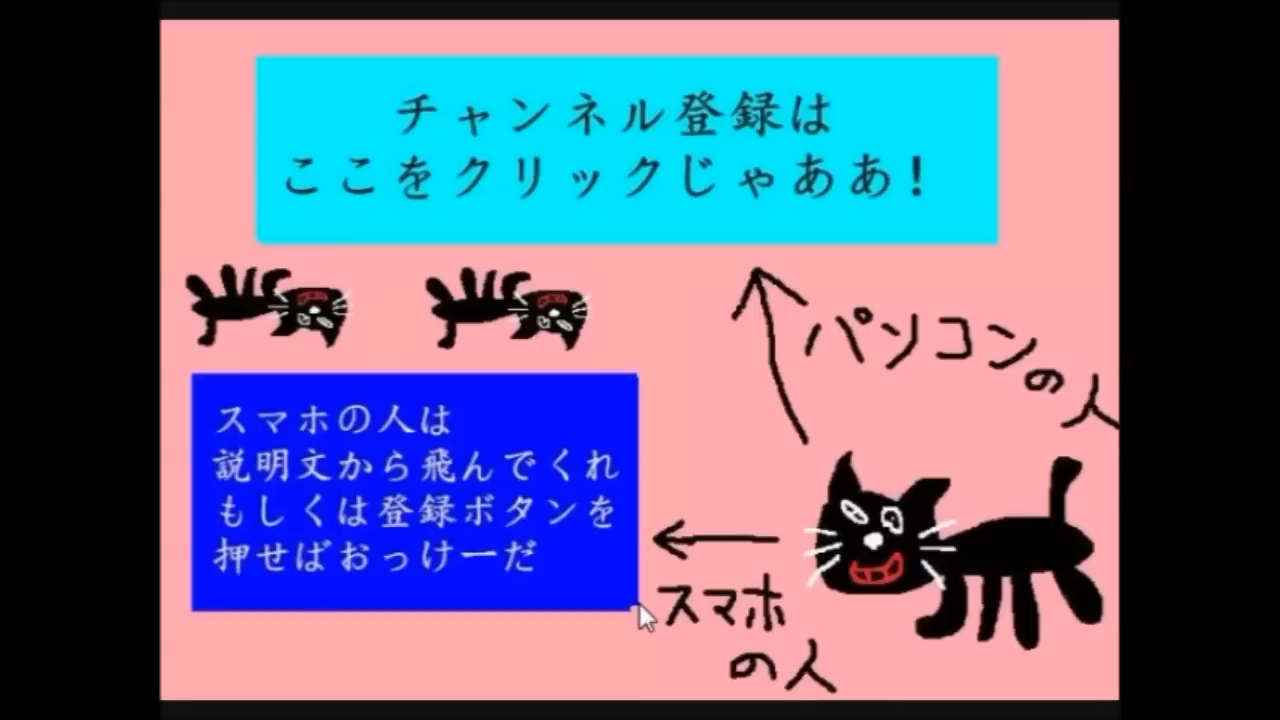 チャンネル登録は
ここをクリックじゃああ!
パソコンの人
スマホの人は
説明文から飛んでくれ
もしくは登録ボタンを
押せばおっけーだ
スマホ
の人